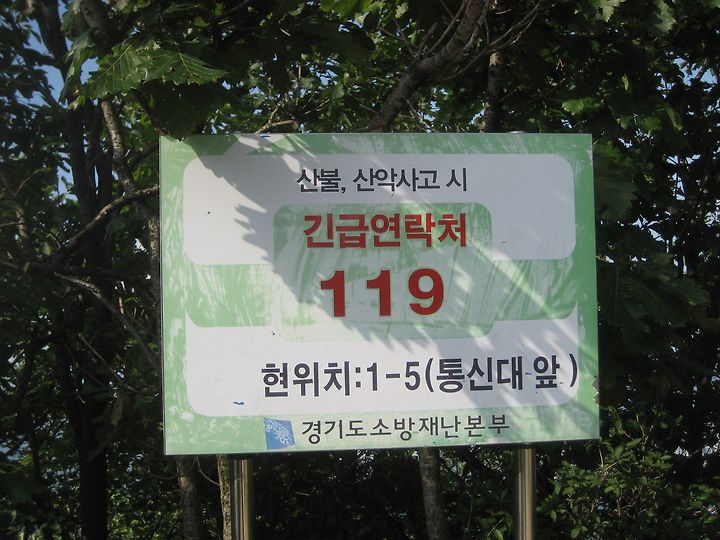 산불, 산악사고 시
긴급연락처
119
현위치:1-5(통신대 앞)
경기도소방재난본부